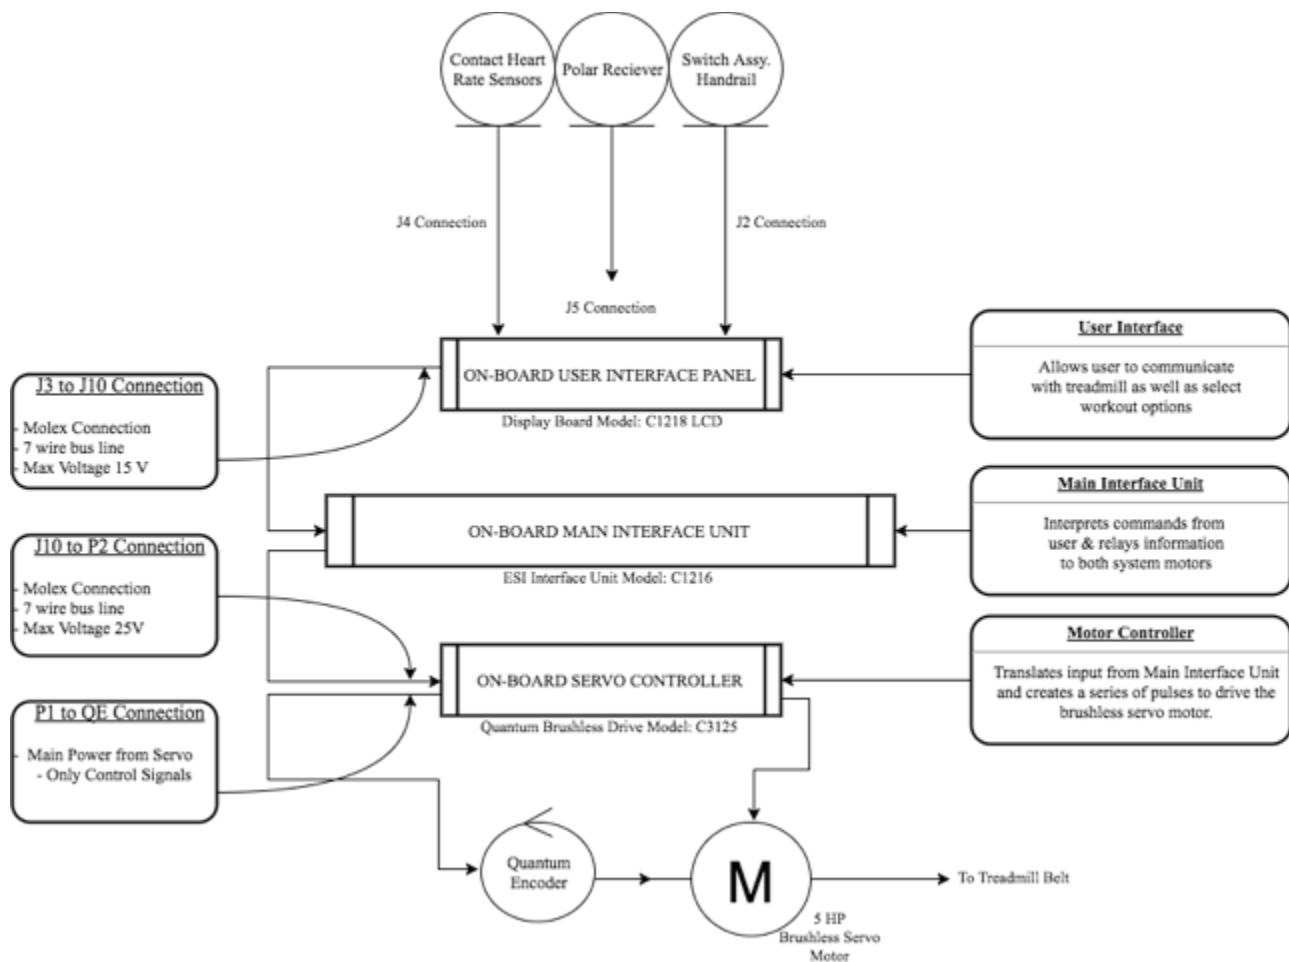 Contact Heart
Rate Sensors
Polar Reciever
Switch Assy.
Handrail
J4 Connection
J2 Connection
J5 Connection
ON-BOARD USER INTERFACE PANEL
Display Board Model: C1218 LCD
User Interface
Allows user to communicate
with treadmill as well as select
workout options
J3 to J10 Connection
- Molex Connection
- 7 wire bus line
- Max Voltage 15 V
ON-BOARD MAIN INTERFACE UNIT
ESI Interface Unit Model: C1216
Main Interface Unit
Interprets commands from
user & relays information
to both system motors
J10 to P2 Connection
- Molex Connection
- 7 wire bus line
- Max Voltage 25V
ON-BOARD SERVO CONTROLLER
Quantum Brushless Drive Model: C3125
Motor Controller
Translates input from Main Interface Unit
and creates a series of pulses to drive the
brushless servo motor.
P1 to QE Connection
- Main Power from Servo
- Only Control Signals
Quantum
Encoder
M
To Treadmill Belt
5 HP
Brushless Servo
Motor